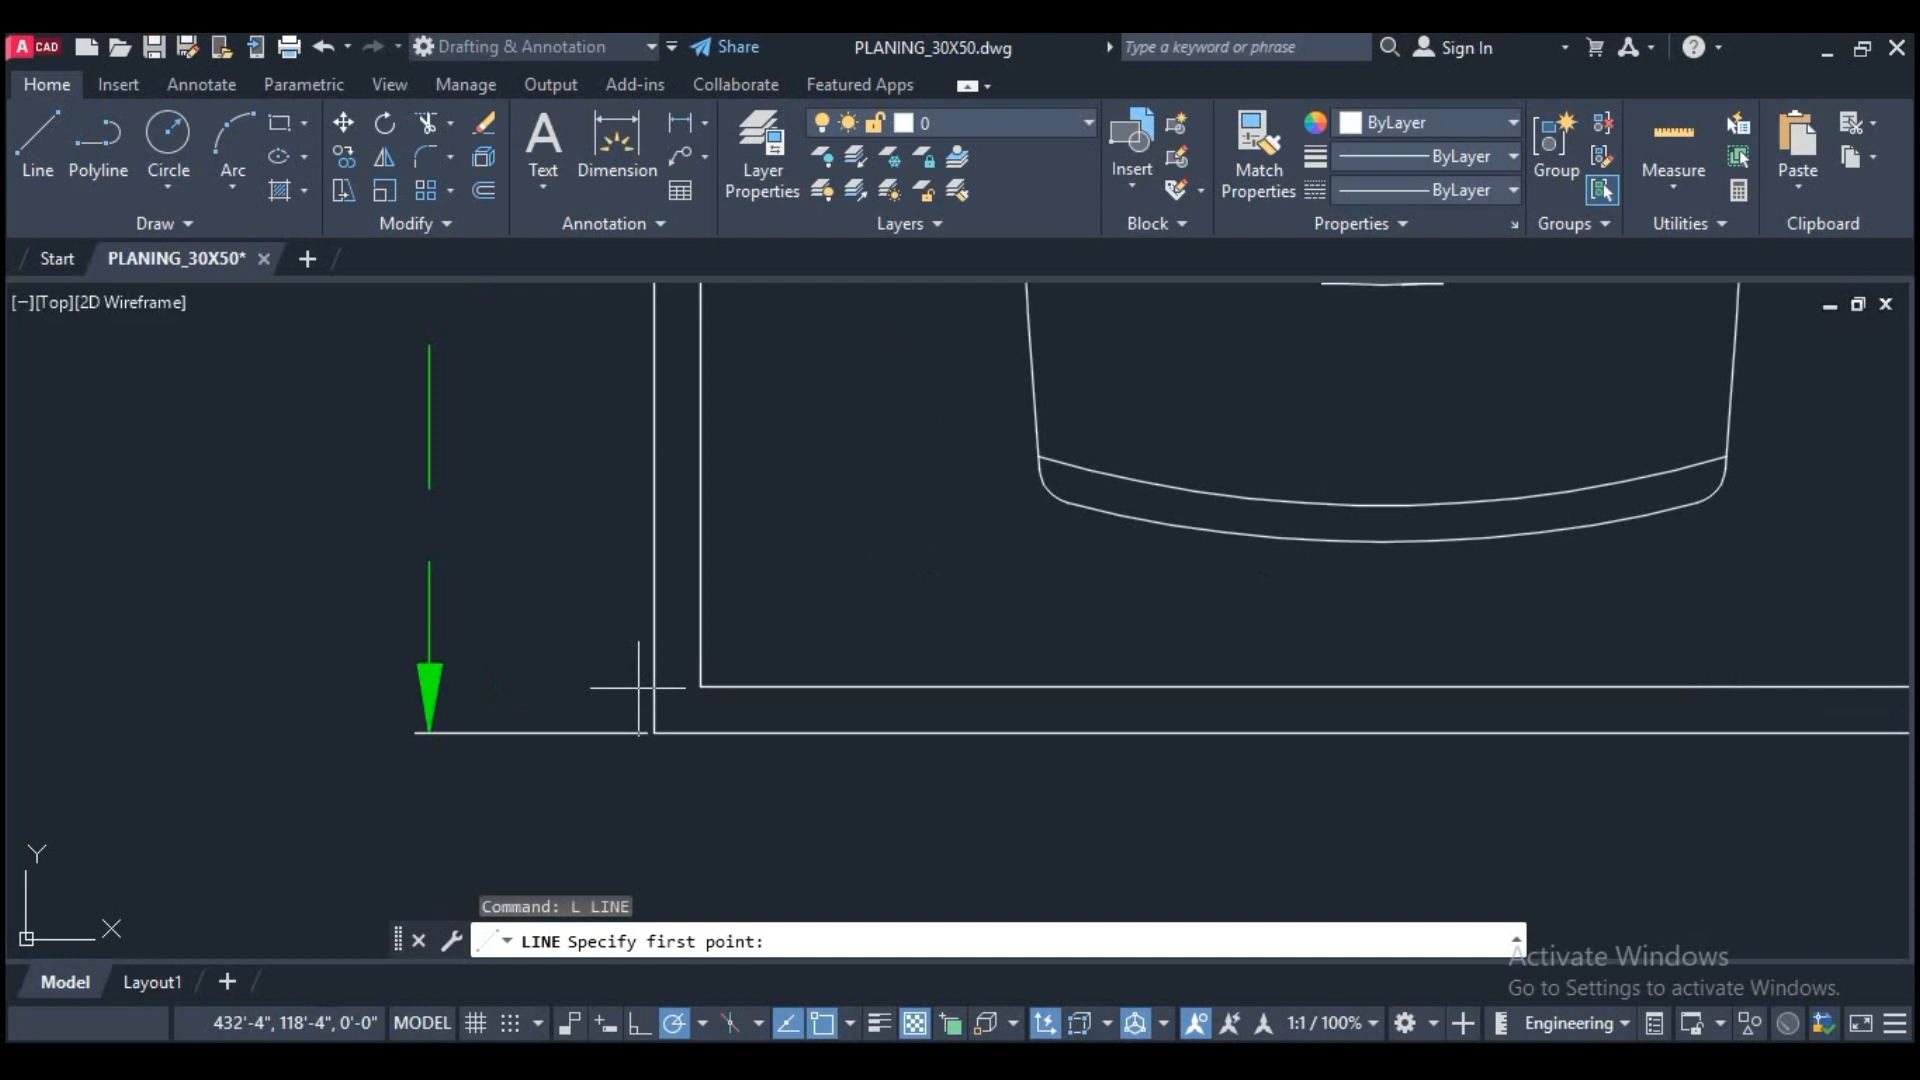 A CAD Drafting & Annotation Share PLANING_30X50.dwg Type a keyword or phrase Sign In
Home Insert Annotate Parametric View Manage Output Add-ins Collaborate Featured Apps
0 ByLayer
ByLayer
Line Polyline Circle Arc Text Dimension Layer Properties Insert Match Properties Group Measure Paste
ByLayer
Draw Modify Annotation Layers Block Properties Groups Utilities Clipboard
Start PLANING_30X50*
[−][Top][2D Wireframe]
Y
X
Command: L LINE
LINE Specify first point:
Activate Windows
Go to Settings to activate Windows.
Model Layout1
432'-4", 118'-4", 0'-0" MODEL 1:1 / 100% Engineering